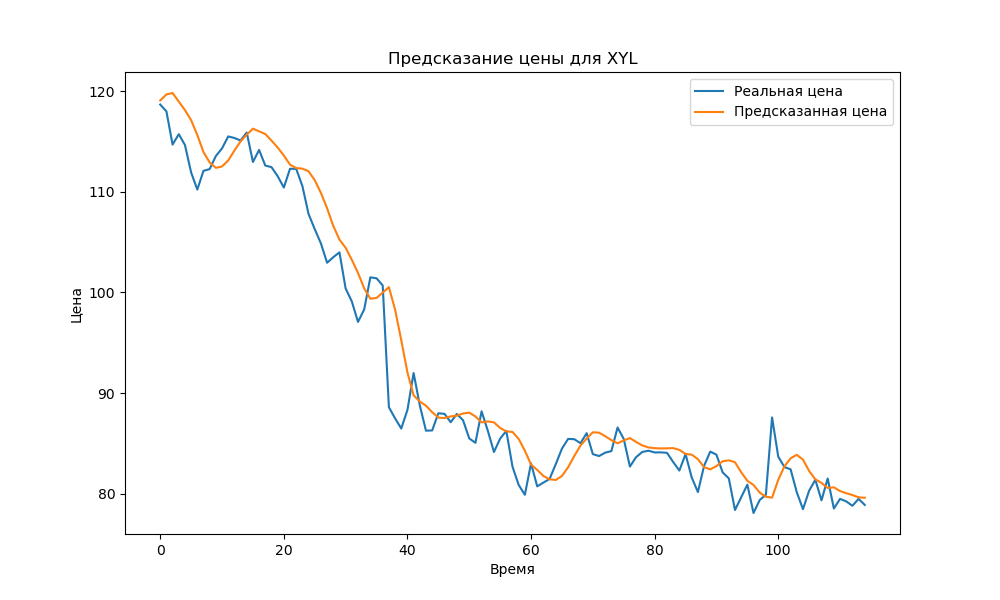 Предсказание цены для XYL
Реальная цена
Предсказанная цена
120
110
100
90
80
Цена
0 20 40 60 80 100
Время